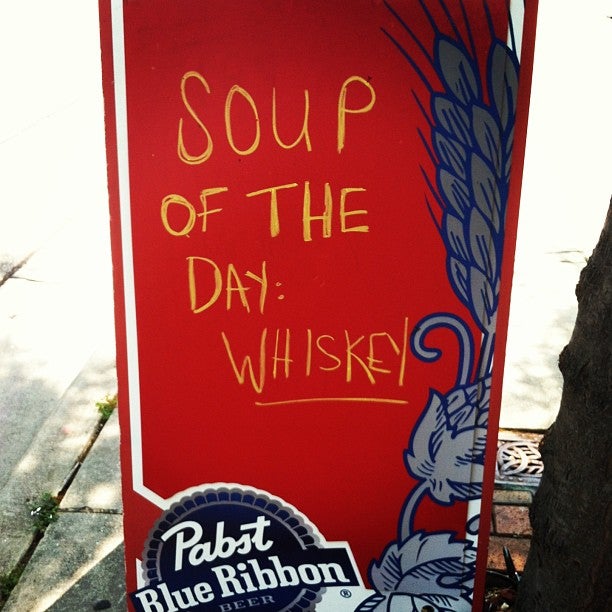 SOUP
OF THE
DAY:
WHISKEY
Pabst
Blue Ribbon ®
BEER